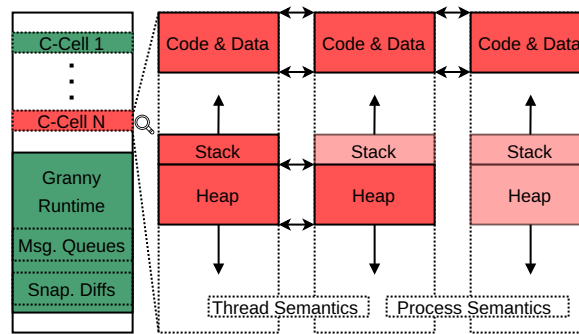 C-Cell 1
C-Cell N
Granny
Runtime
Msg. Queues
Snap. Diffs
Code & Data
Code & Data
Code & Data
Stack
Stack
Stack
Heap
Heap
Heap
Thread Semantics
Process Semantics